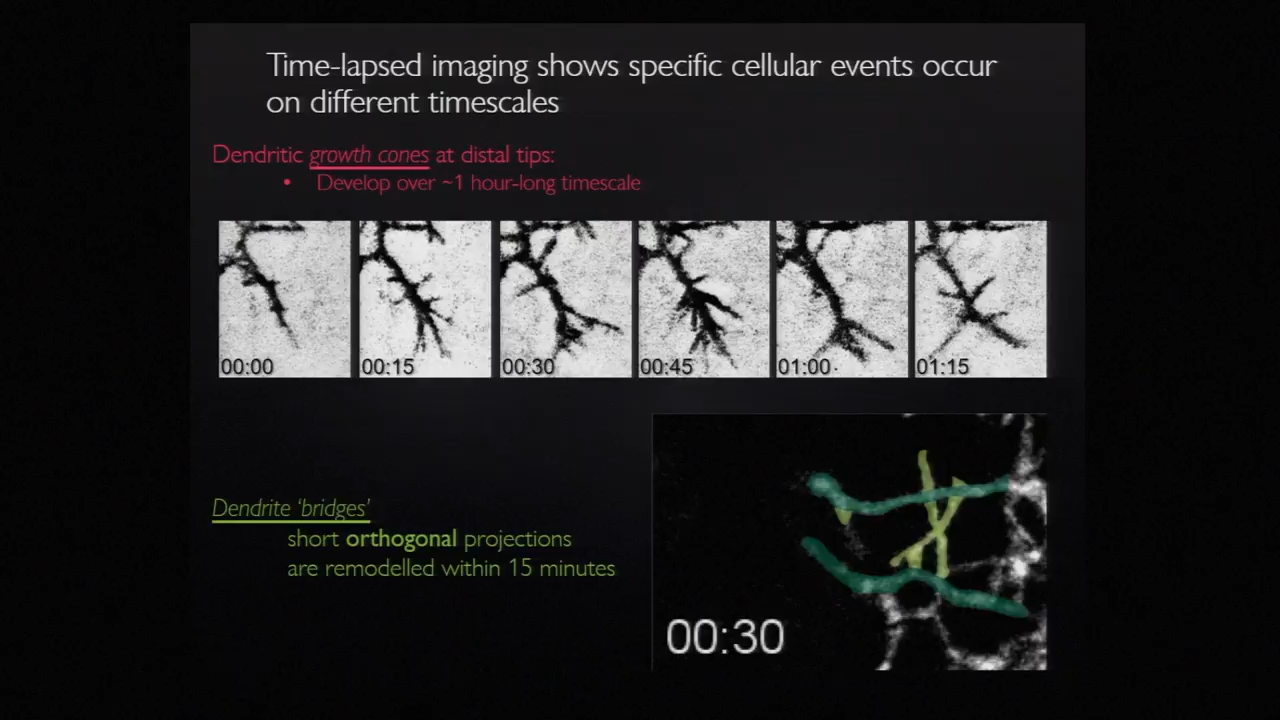 Time-lapsed imaging shows specific cellular events occur
on different timescales
Dendritic growth cones at distal tips:
• Develop over ~1 hour-long timescale
00:00
00:15
00:30
00:45
01:00
01:15
Dendrite 'bridges'
short orthogonal projections
are remodelled within 15 minutes
00:30